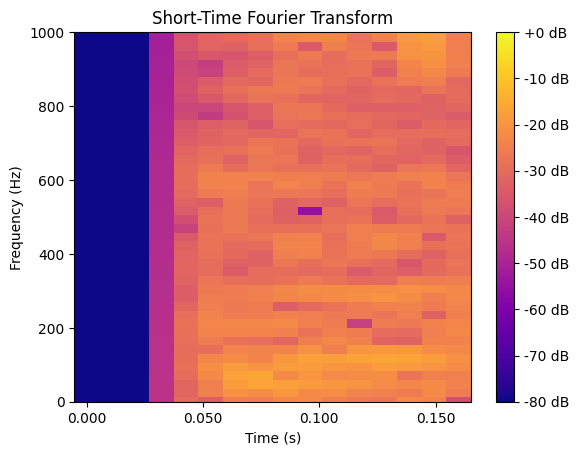 Short-Time Fourier Transform
1000
800
600
400
200
0
Frequency (Hz)
0.000
0.050
0.100
0.150
Time (s)
+0 dB
-10 dB
-20 dB
-30 dB
-40 dB
-50 dB
-60 dB
-70 dB
-80 dB